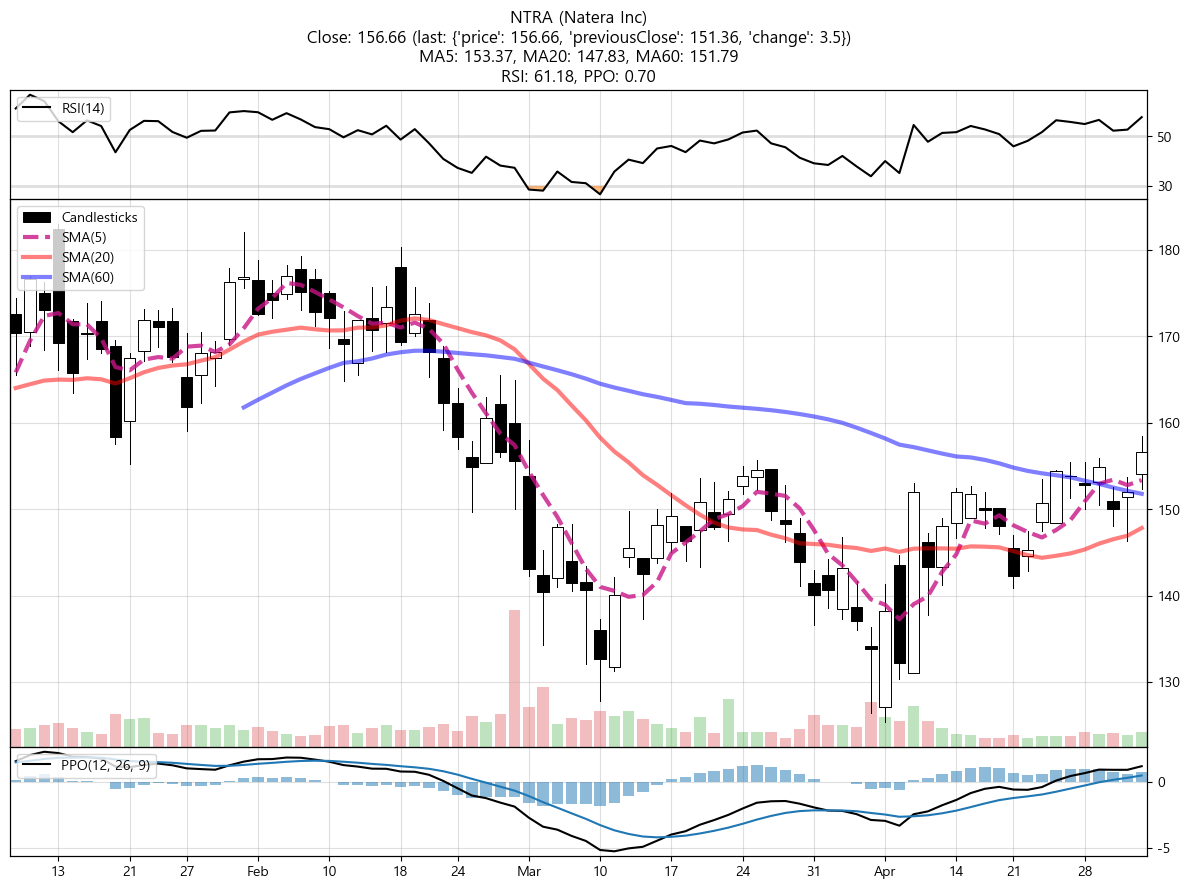 NTRA (Natera Inc)
Close: 156.66 (last: {'price': 156.66, 'previousClose': 151.36, 'change': 3.5})
MA5: 153.37, MA20: 147.83, MA60: 151.79
RSI: 61.18, PPO: 0.70
RSI(14)
50
30
Candlesticks
SMA(5)
SMA(20)
SMA(60)
180
170
160
150
140
130
PPO(12, 26, 9)
0
-5
13 21 27 Feb 10 18 24 Mar 10 17 24 31 Apr 14 21 28